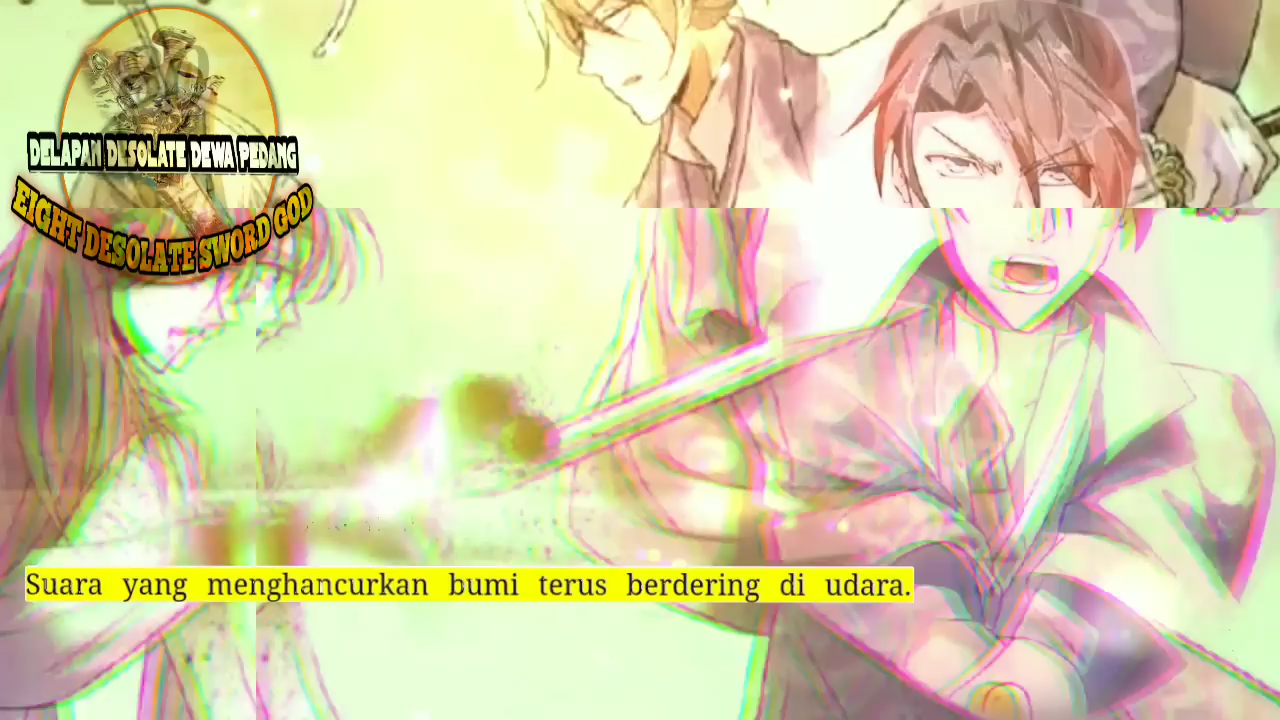 DELAPAN DESOLATE DEWA PEDANG
EIGHT DESOLATE SWORD GOD
Suara yang menghancurkan bumi terus berdering di udara.